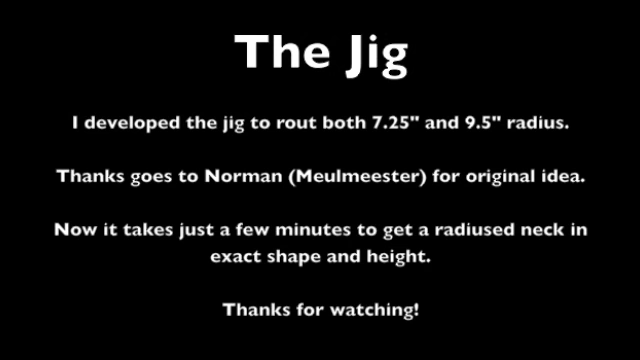 The Jig
I developed the jig to rout both 7.25" and 9.5" radius.
Thanks goes to Norman (Meulmeester) for original idea.
Now it takes just a few minutes to get a radiused neck in
exact shape and height.
Thanks for watching!